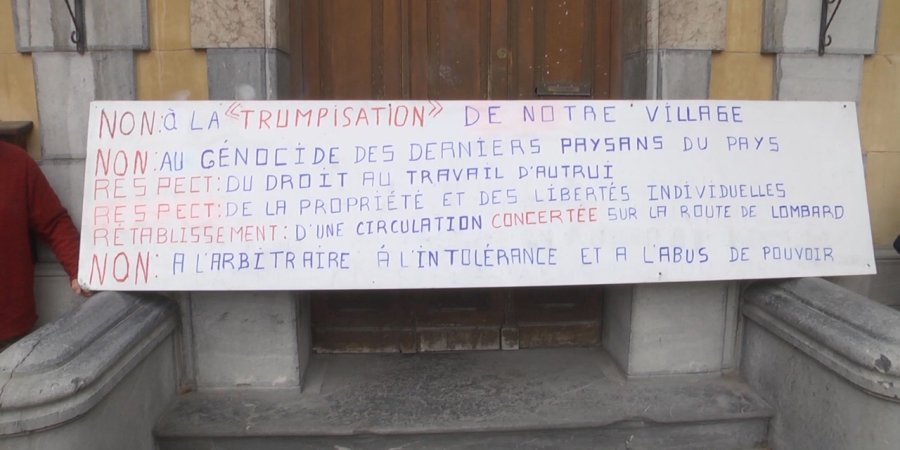 NON: À LA "TRUMPISATION" DE NOTRE VILLAGE
NON: AU GÉNOCIDE DES DERNIERS PAYSANS DU PAYS
RESPECT: DU DROIT AU TRAVAIL D'AUTRUI
RESPECT: DE LA PROPRIÉTÉ ET DES LIBERTÉS INDIVIDUELLES
RÉTABLISSEMENT: D'UNE CIRCULATION CONCERTÉE SUR LA ROUTE DE LOMBARD
NON: A L'ARBITRAIRE À L'INTOLÉRANCE ET A L'ABUS DE POUVOIR